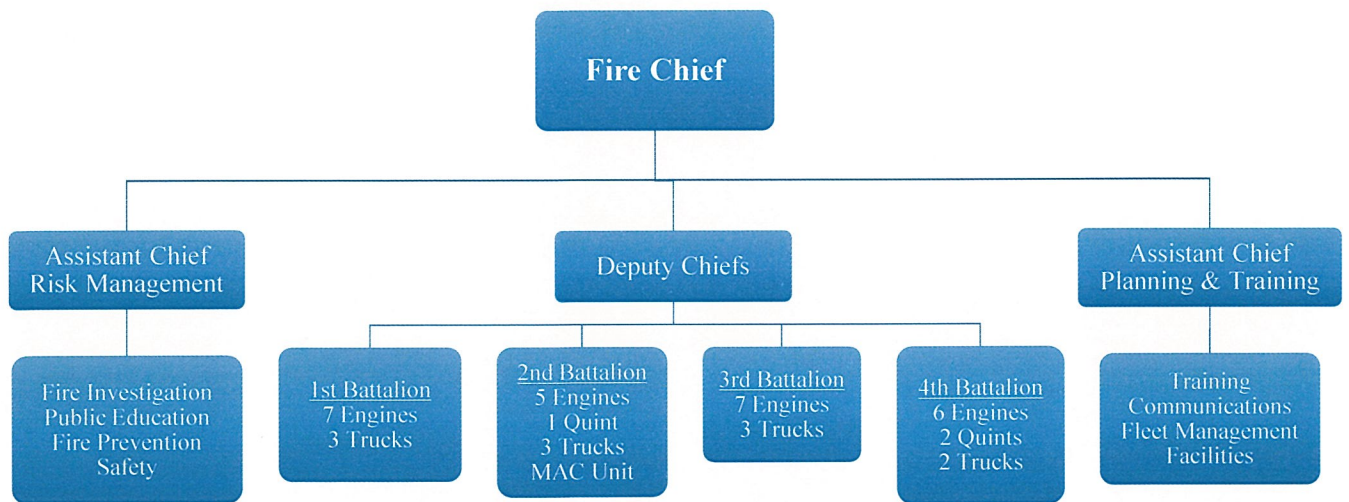 Fire Chief
Assistant Chief
Risk Management
Deputy Chiefs
Assistant Chief
Planning & Training
Fire Investigation
Public Education
Fire Prevention
Safety
1st Battalion
7 Engines
3 Trucks
2nd Battalion
5 Engines
1 Quint
3 Trucks
MAC Unit
3rd Battalion
7 Engines
3 Trucks
4th Battalion
6 Engines
2 Quints
2 Trucks
Training
Communications
Fleet Management
Facilities